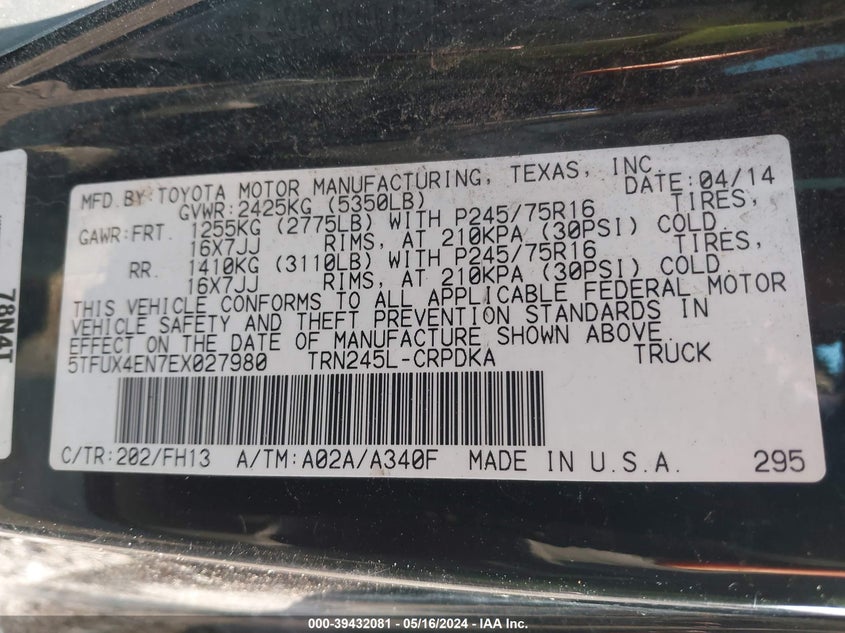 MFD. BY: TOYOTA MOTOR MANUFACTURING, TEXAS, INC. DATE: 04/14
GVWR: 2425KG (5350LB)
GAWR: FRT. 1255KG (2775LB) WITH P245/75R16 TIRES,
16X7JJ RIMS, AT 210KPA (30PSI) COLD
RR. 1410KG (3110LB) WITH P245/75R16 TIRES,
16X7JJ RIMS, AT 210KPA (30PSI) COLD
THIS VEHICLE CONFORMS TO ALL APPLICABLE FEDERAL MOTOR
VEHICLE SAFETY AND THEFT PREVENTION STANDARDS IN
EFFECT ON THE DATE OF MANUFACTURE SHOWN ABOVE.
5TFUX4EN7EX027980 TRN245L-CRPDKA TRUCK
C/TR: 202/FH13 A/TM: A02A/A340F MADE IN U.S.A. 295
78N4T
000-39432081 - 05/16/2024 - IAA Inc.